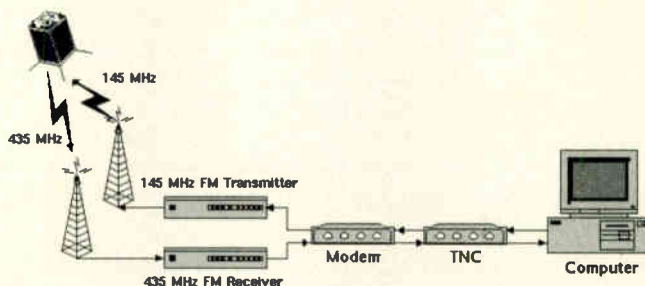 145 MHz
435 MHz
145 MHz FM Transmitter
Modem
TNC
Computer
435 MHz FM Receiver